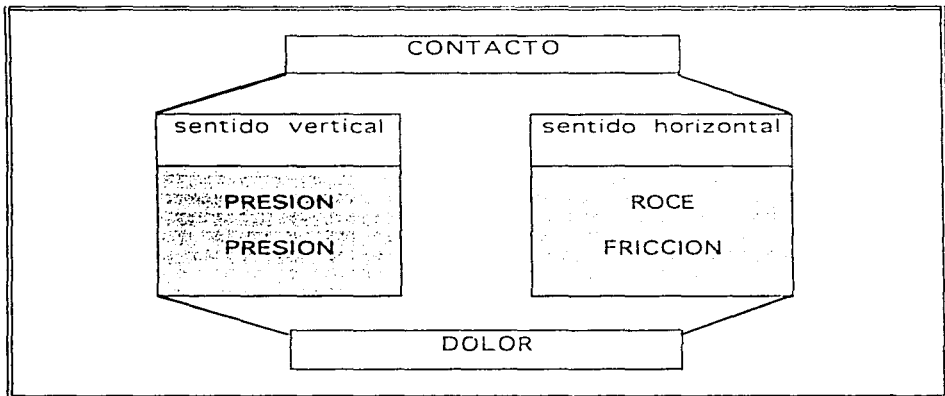 CONTACTO
sentido vertical
PRESION
PRESION
sentido horizontal
ROCE
FRICCION
DOLOR